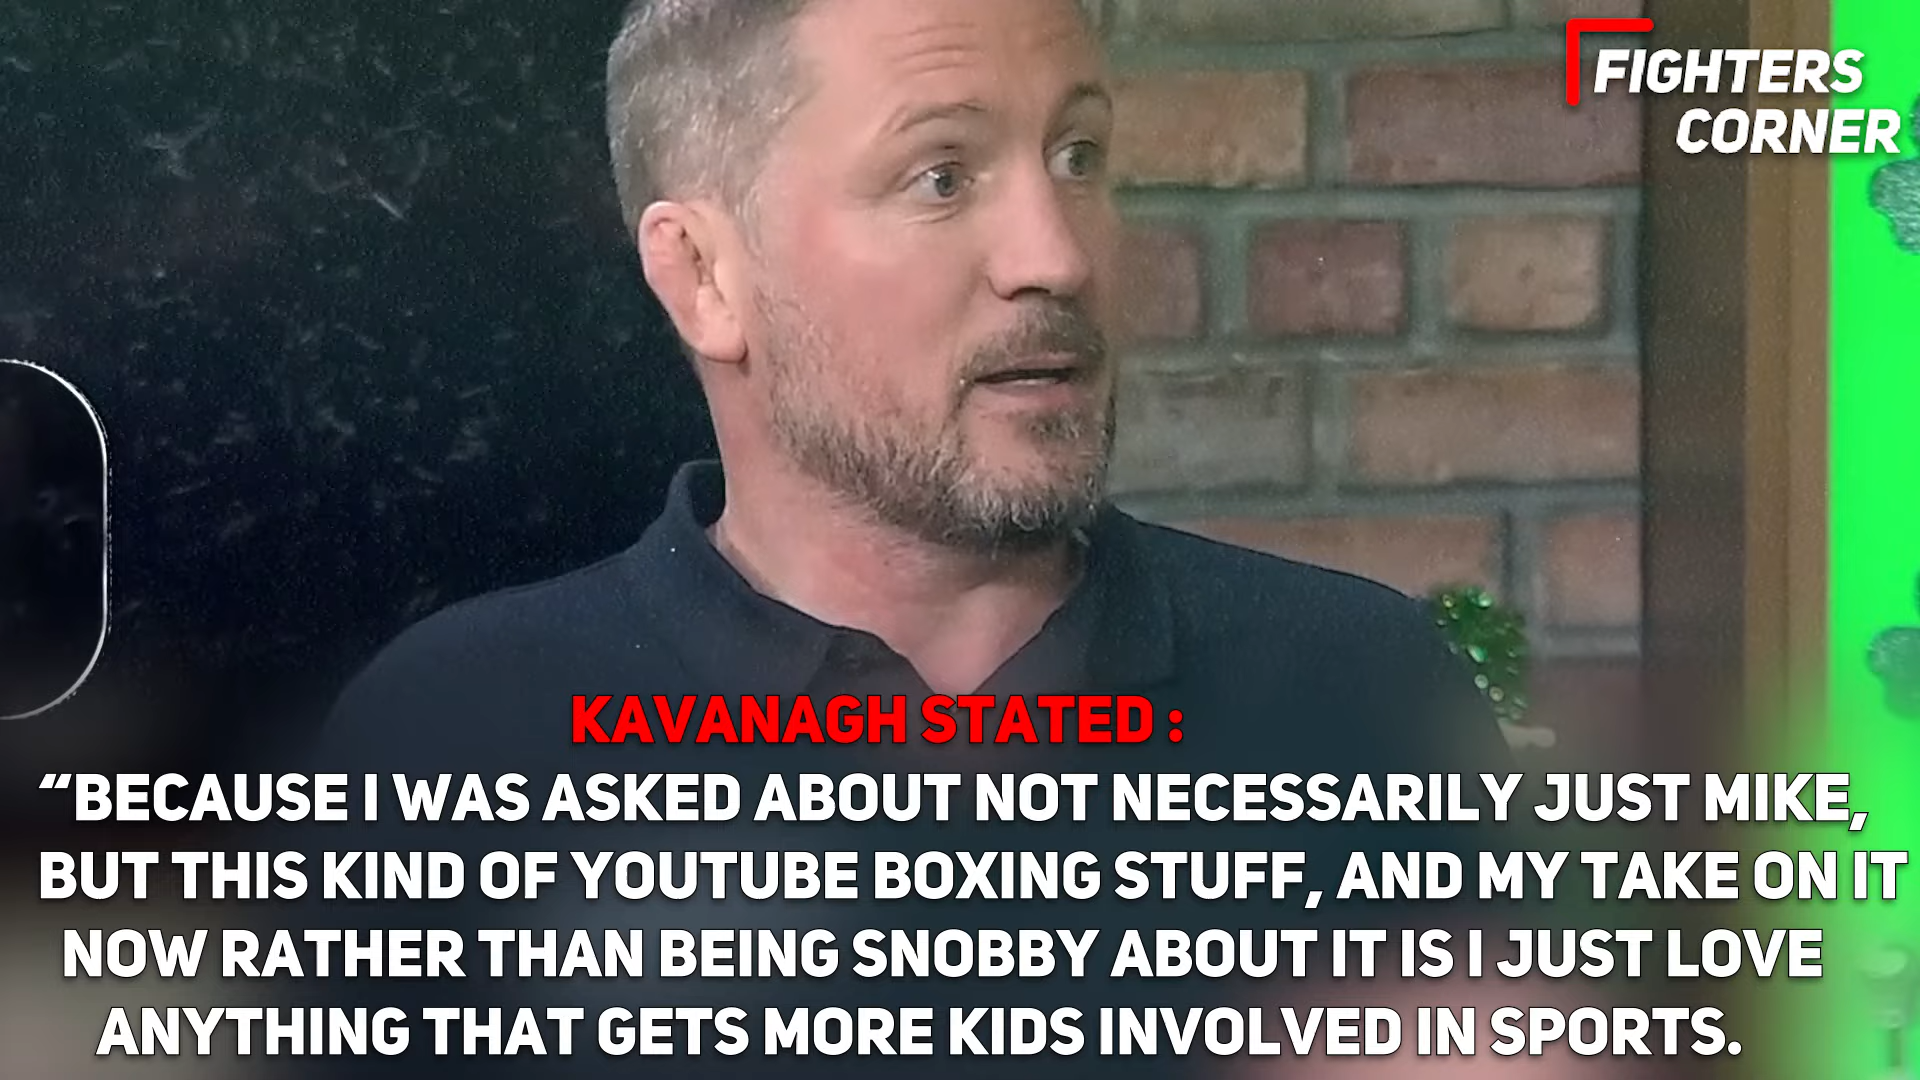 FIGHTERS
CORNER
KAVANAGH STATED :
“BECAUSE I WAS ASKED ABOUT NOT NECESSARILY JUST MIKE,
BUT THIS KIND OF YOUTUBE BOXING STUFF, AND MY TAKE ON IT
NOW RATHER THAN BEING SNOBBY ABOUT IT IS I JUST LOVE
ANYTHING THAT GETS MORE KIDS INVOLVED IN SPORTS.